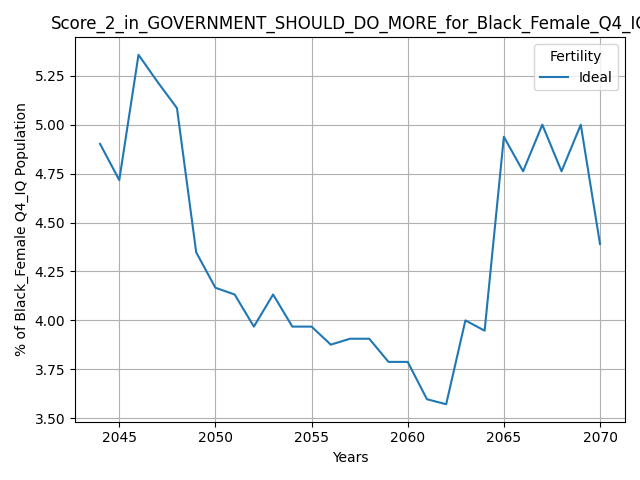 Score_2_in_GOVERNMENT_SHOULD_DO_MORE_for_Black_Female_Q4_IQ
Fertility
Ideal
% of Black_Female Q4_IQ Population
5.25
5.00
4.75
4.50
4.25
4.00
3.75
3.50
2045 2050 2055 2060 2065 2070
Years